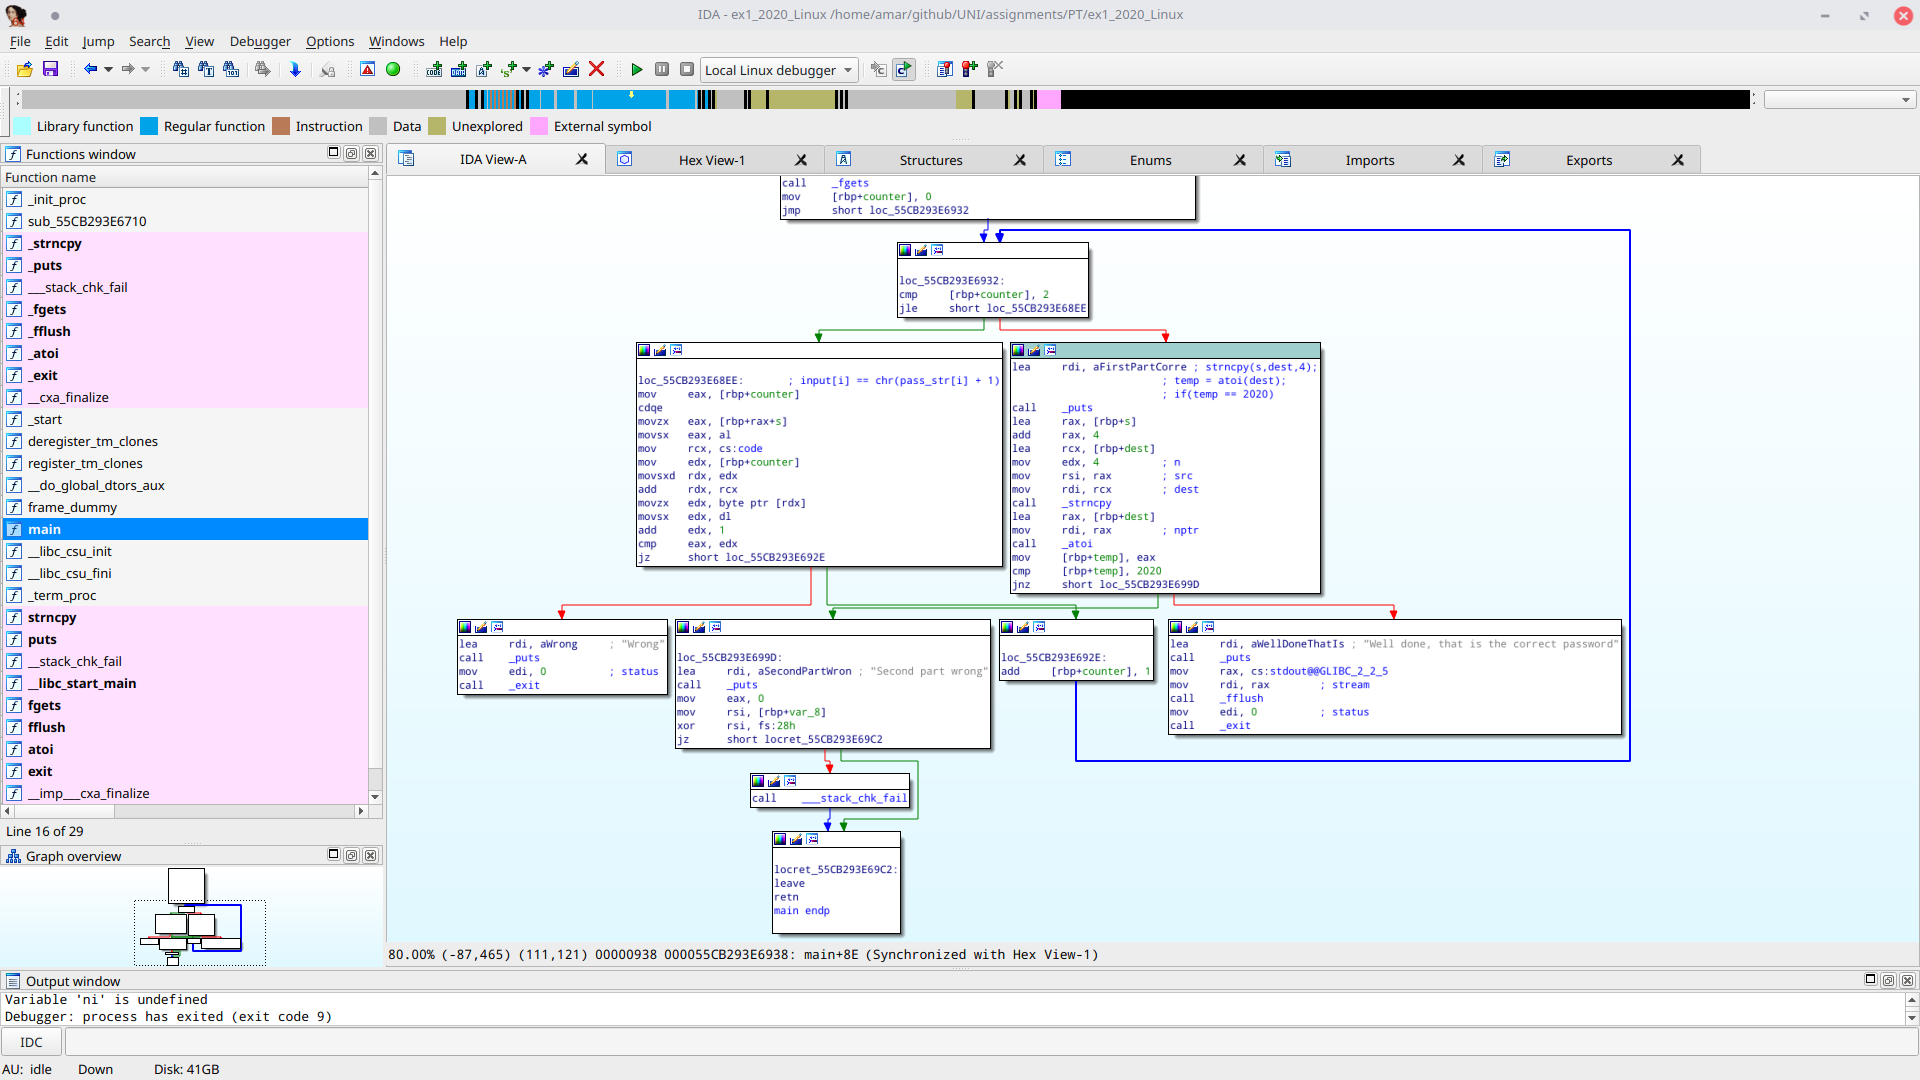 IDA - ex1_2020_Linux /home/amar/github/UNI/assignments/PT/ex1_2020_Linux
File Edit Jump Search View Debugger Options Windows Help
Local Linux debugger
Library function Regular function Instruction Data Unexplored External symbol
Functions window
Function name
_init_proc
sub_55CB293E6710
_strncpy
_puts
___stack_chk_fail
_fgets
_fflush
_atoi
_exit
__cxa_finalize
_start
deregister_tm_clones
register_tm_clones
__do_global_dtors_aux
frame_dummy
main
__libc_csu_init
__libc_csu_fini
_term_proc
strncpy
puts
__stack_chk_fail
__libc_start_main
fgets
fflush
atoi
exit
__imp___cxa_finalize
Line 16 of 29
Graph overview
IDA View-A Hex View-1 Structures Enums Imports Exports
call _fgets
mov [rbp+counter], 0
jmp short loc_55CB293E6932
loc_55CB293E6932:
cmp [rbp+counter], 2
jle short loc_55CB293E68EE
loc_55CB293E68EE: ; input[i] == chr(pass_str[i] + 1)
mov eax, [rbp+counter]
cdqe
movzx eax, [rbp+rax+s]
movsx eax, al
mov rcx, cs:code
mov edx, [rbp+counter]
movsxd rdx, edx
add rdx, rcx
movzx edx, byte ptr [rdx]
movsx edx, dl
add edx, 1
cmp eax, edx
jz short loc_55CB293E692E
lea rdi, aFirstPartCorre ; strncpy(s,dest,4);
; temp = atoi(dest);
; if(temp == 2020)
call _puts
lea rax, [rbp+s]
add rax, 4
lea rcx, [rbp+dest]
mov edx, 4 ; n
mov rsi, rax ; src
mov rdi, rcx ; dest
call _strncpy
lea rax, [rbp+dest]
mov rdi, rax ; nptr
call _atoi
mov [rbp+temp], eax
cmp [rbp+temp], 2020
jnz short loc_55CB293E699D
lea rdi, aWrong ; "Wrong"
call _puts
mov edi, 0 ; status
call _exit
loc_55CB293E699D:
lea rdi, aSecondPartWron ; "Second part wrong"
call _puts
mov eax, 0
mov rsi, [rbp+var_8]
xor rsi, fs:28h
jz short locret_55CB293E69C2
loc_55CB293E692E:
add [rbp+counter], 1
lea rdi, aWellDoneThatIs ; "Well done, that is the correct password"
call _puts
mov rax, cs:stdout@@GLIBC_2_2_5
mov rdi, rax ; stream
call _fflush
mov edi, 0 ; status
call _exit
call ___stack_chk_fail
locret_55CB293E69C2:
leave
retn
main endp
80.00% (-87,465) (111,121) 00000938 000055CB293E6938: main+8E (Synchronized with Hex View-1)
Output window
Variable 'ni' is undefined
Debugger: process has exited (exit code 9)
IDC
AU: idle Down Disk: 41GB